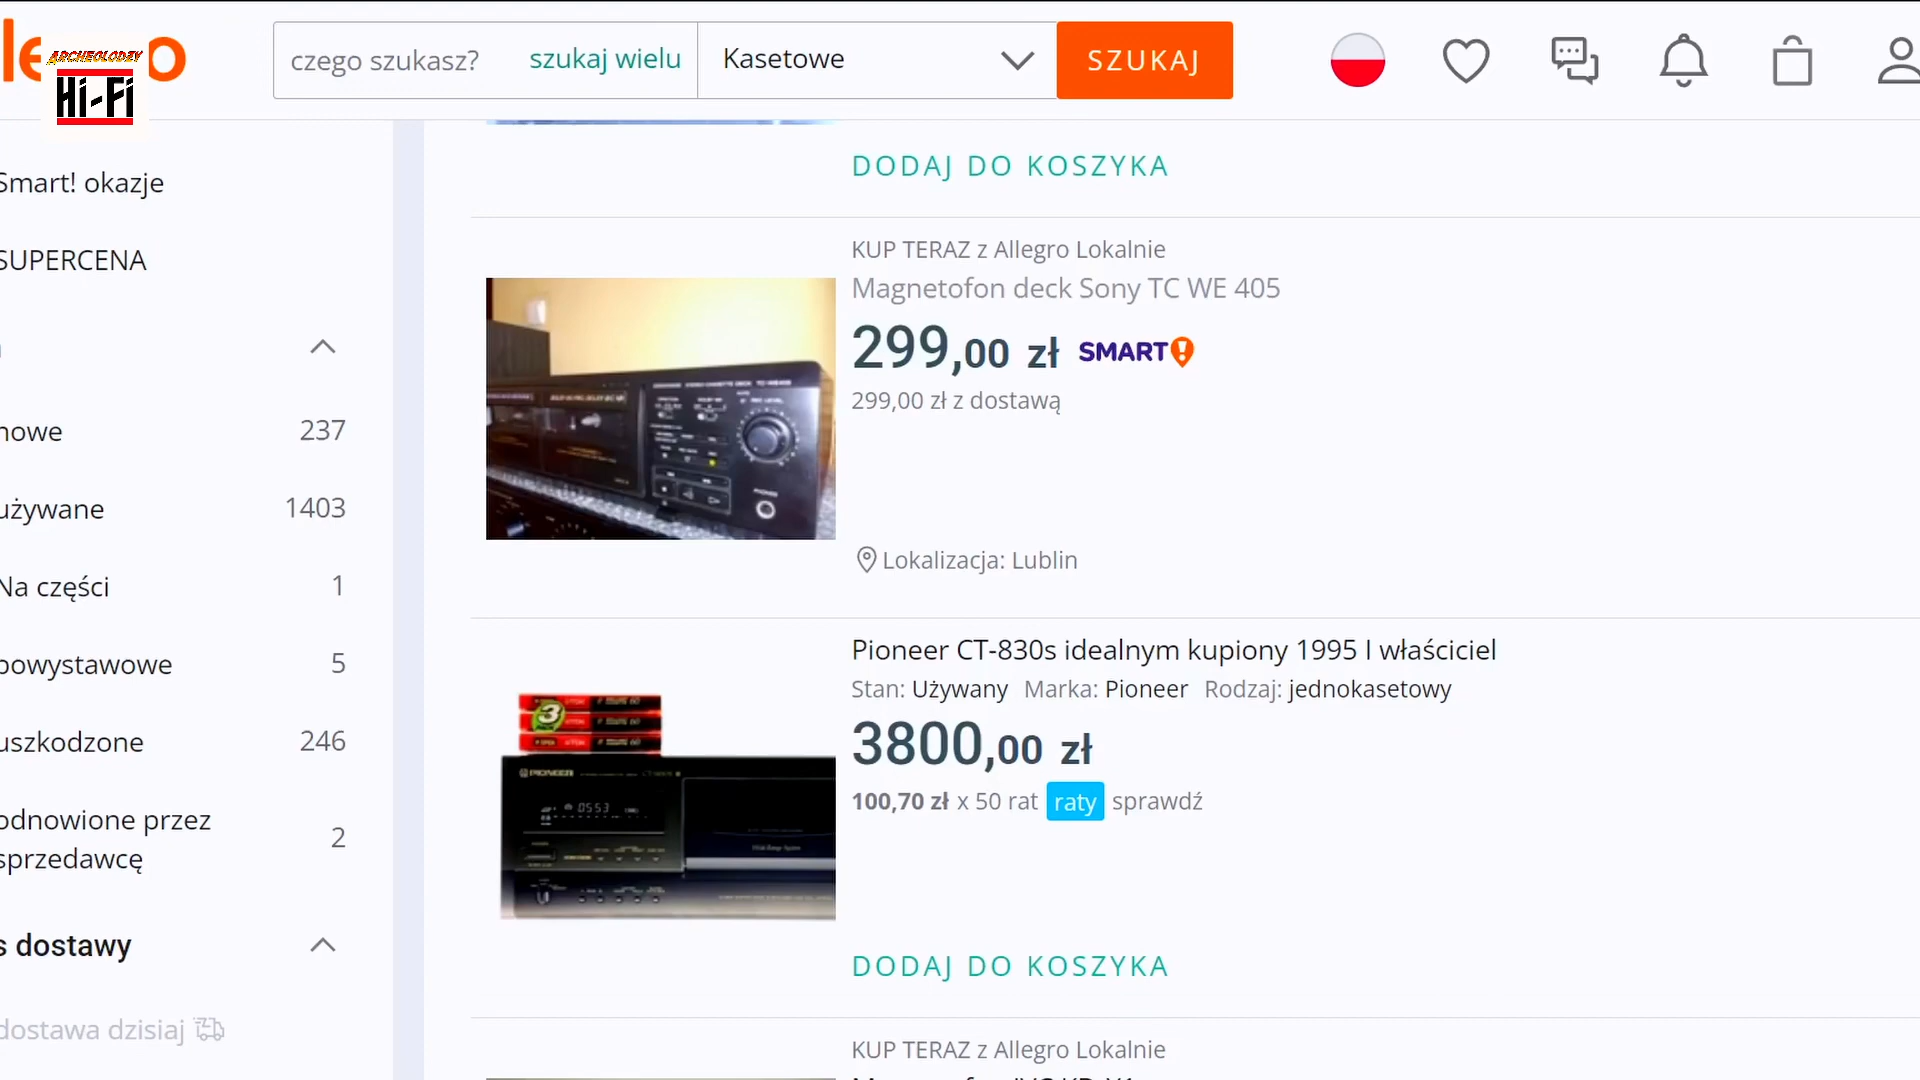 ARCHEOLODZY
Hi-Fi
czego szukasz?
szukaj wielu
Kasetowe
SZUKAJ
Smart! okazje
SUPERCENA
nowe
237
używane
1403
Na części
1
powystawowe
5
uszkodzone
246
odnowione przez
sprzedawcę
2
s dostawy
dostawa dzisiaj
DODAJ DO KOSZYKA
KUP TERAZ z Allegro Lokalnie
Magnetofon deck Sony TC WE 405
299,00 zł SMART!
299,00 zł z dostawą
Lokalizacja: Lublin
Pioneer CT-830s idealnym kupiony 1995 I właściciel
Stan: Używany Marka: Pioneer Rodzaj: jednokasetowy
3800,00 zł
100,70 zł x 50 rat raty sprawdź
3
PIONEER
DODAJ DO KOSZYKA
KUP TERAZ z Allegro Lokalnie